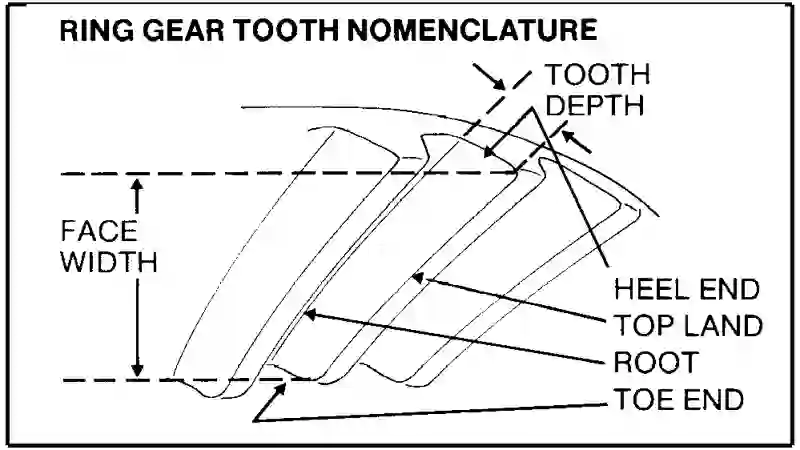 RING GEAR TOOTH NOMENCLATURE
TOOTH
DEPTH
FACE
WIDTH
HEEL END
TOP LAND
ROOT
TOE END